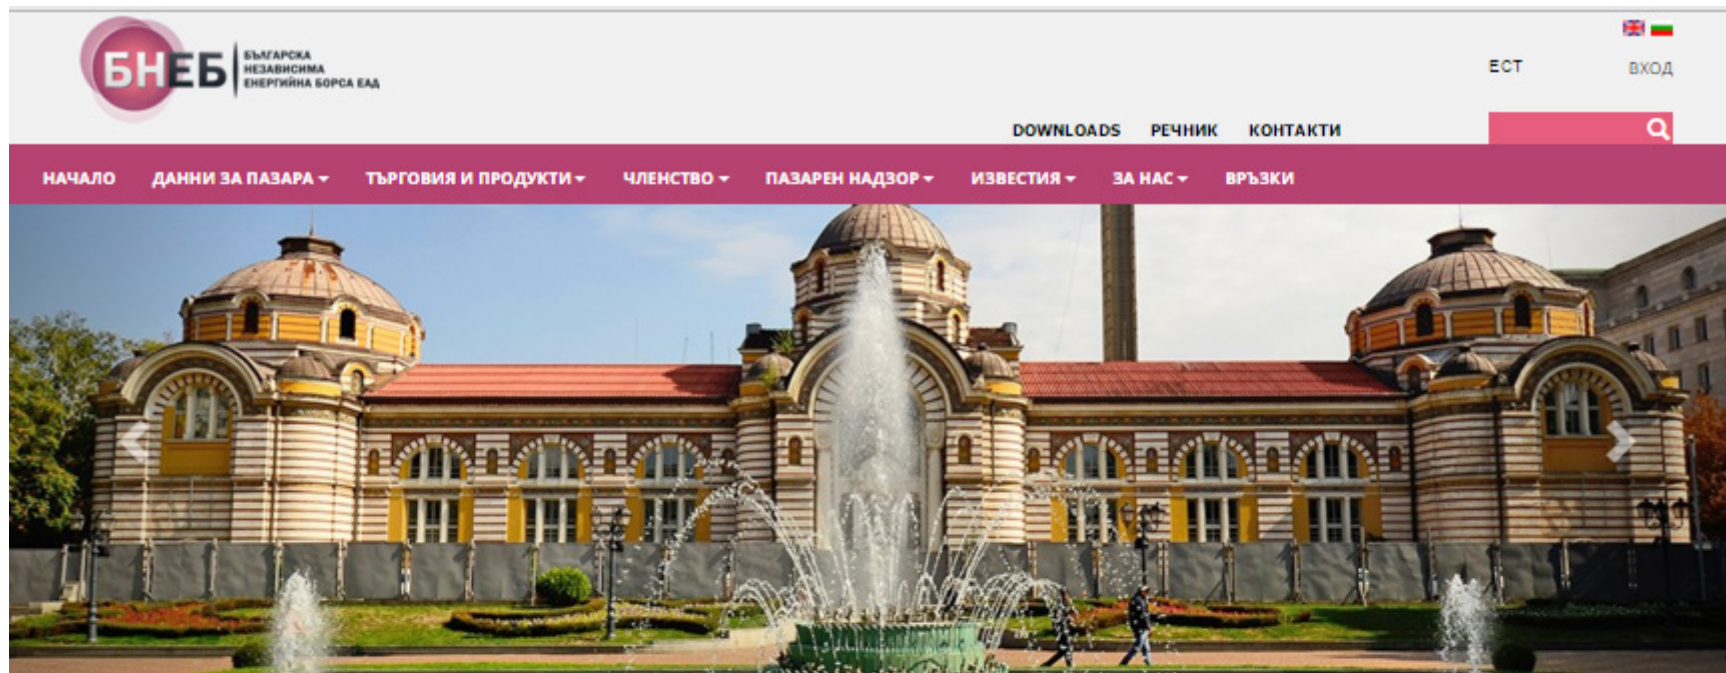 БНЕБ
БЪЛГАРСКА
НЕЗАВИСИМА
ЕНЕРГИЙНА БОРСА ЕАД
ЕСТ
ВХОД
DOWNLOADS РЕЧНИК КОНТАКТИ
НАЧАЛО ДАННИ ЗА ПАЗАРА ТЪРГОВИЯ И ПРОДУКТИ ЧЛЕНСТВО ПАЗАРЕН НАДЗОР ИЗВЕСТИЯ ЗА НАС ВРЪЗКИ